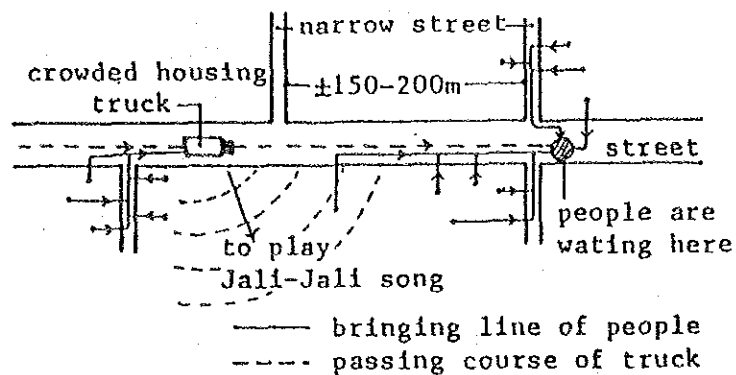 narrow street
crowded housing
truck
±150-200m
street
people are
wating here
to play
Jali-Jali song
bringing line of people
passing course of truck